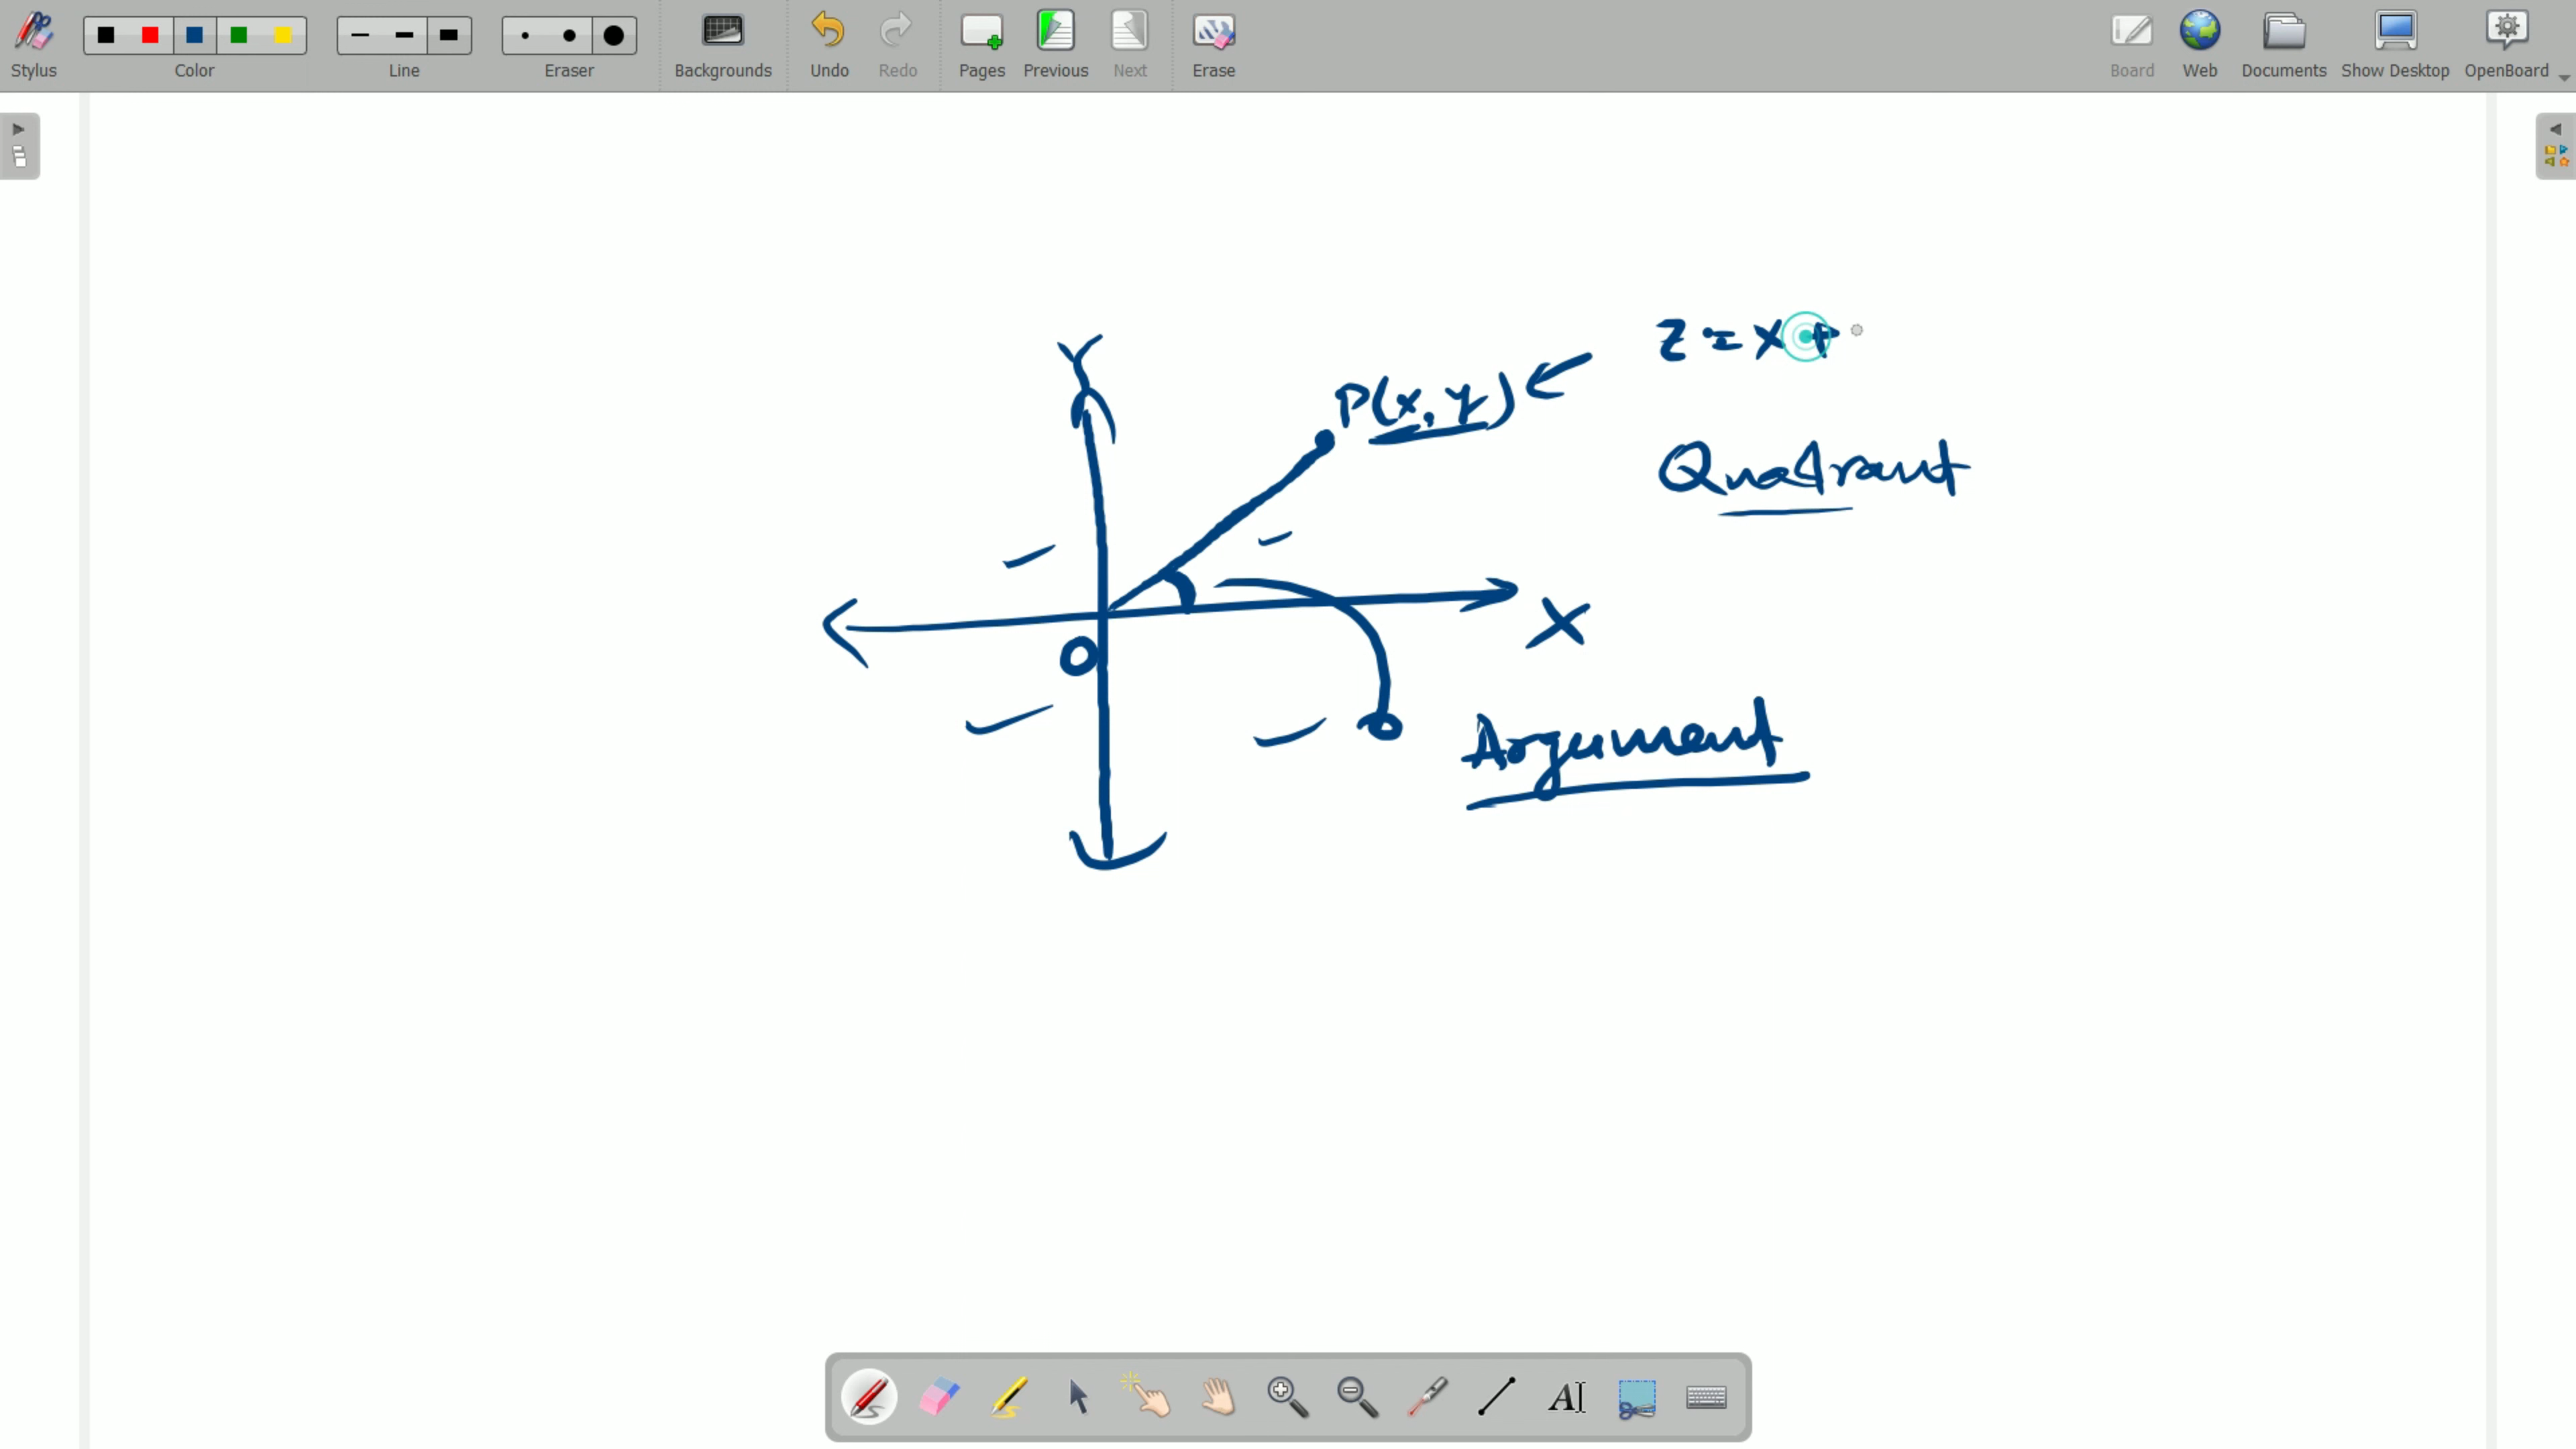 Stylus Color Line Eraser Backgrounds Undo Redo Pages Previous Next Erase Board Web Documents Show Desktop OpenBoard
Z = x +
Y
P(x, y)
Quadrant
X
O
Argument
AI